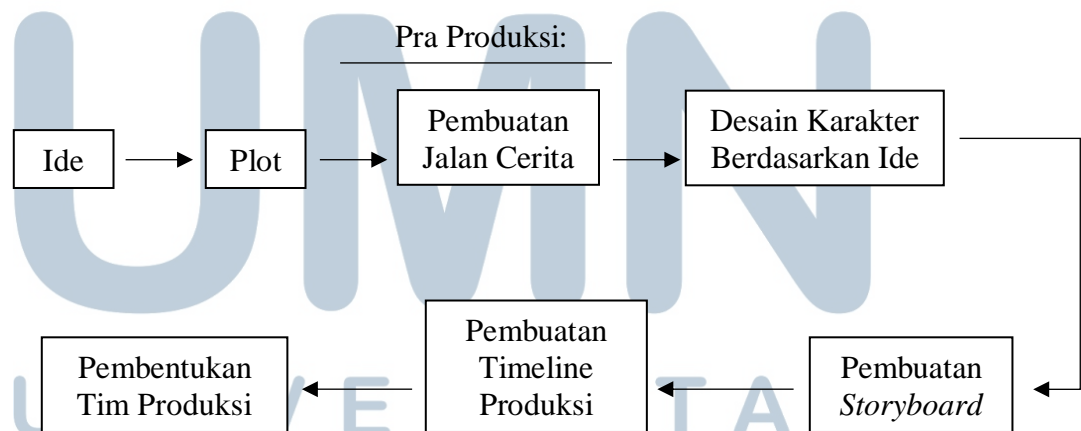 UMN
Pra Produksi:
Ide
Plot
Pembuatan
Jalan Cerita
Desain Karakter
Berdasarkan Ide
Pembentukan
Tim Produksi
Pembuatan
Timeline
Produksi
Pembuatan
Storyboard